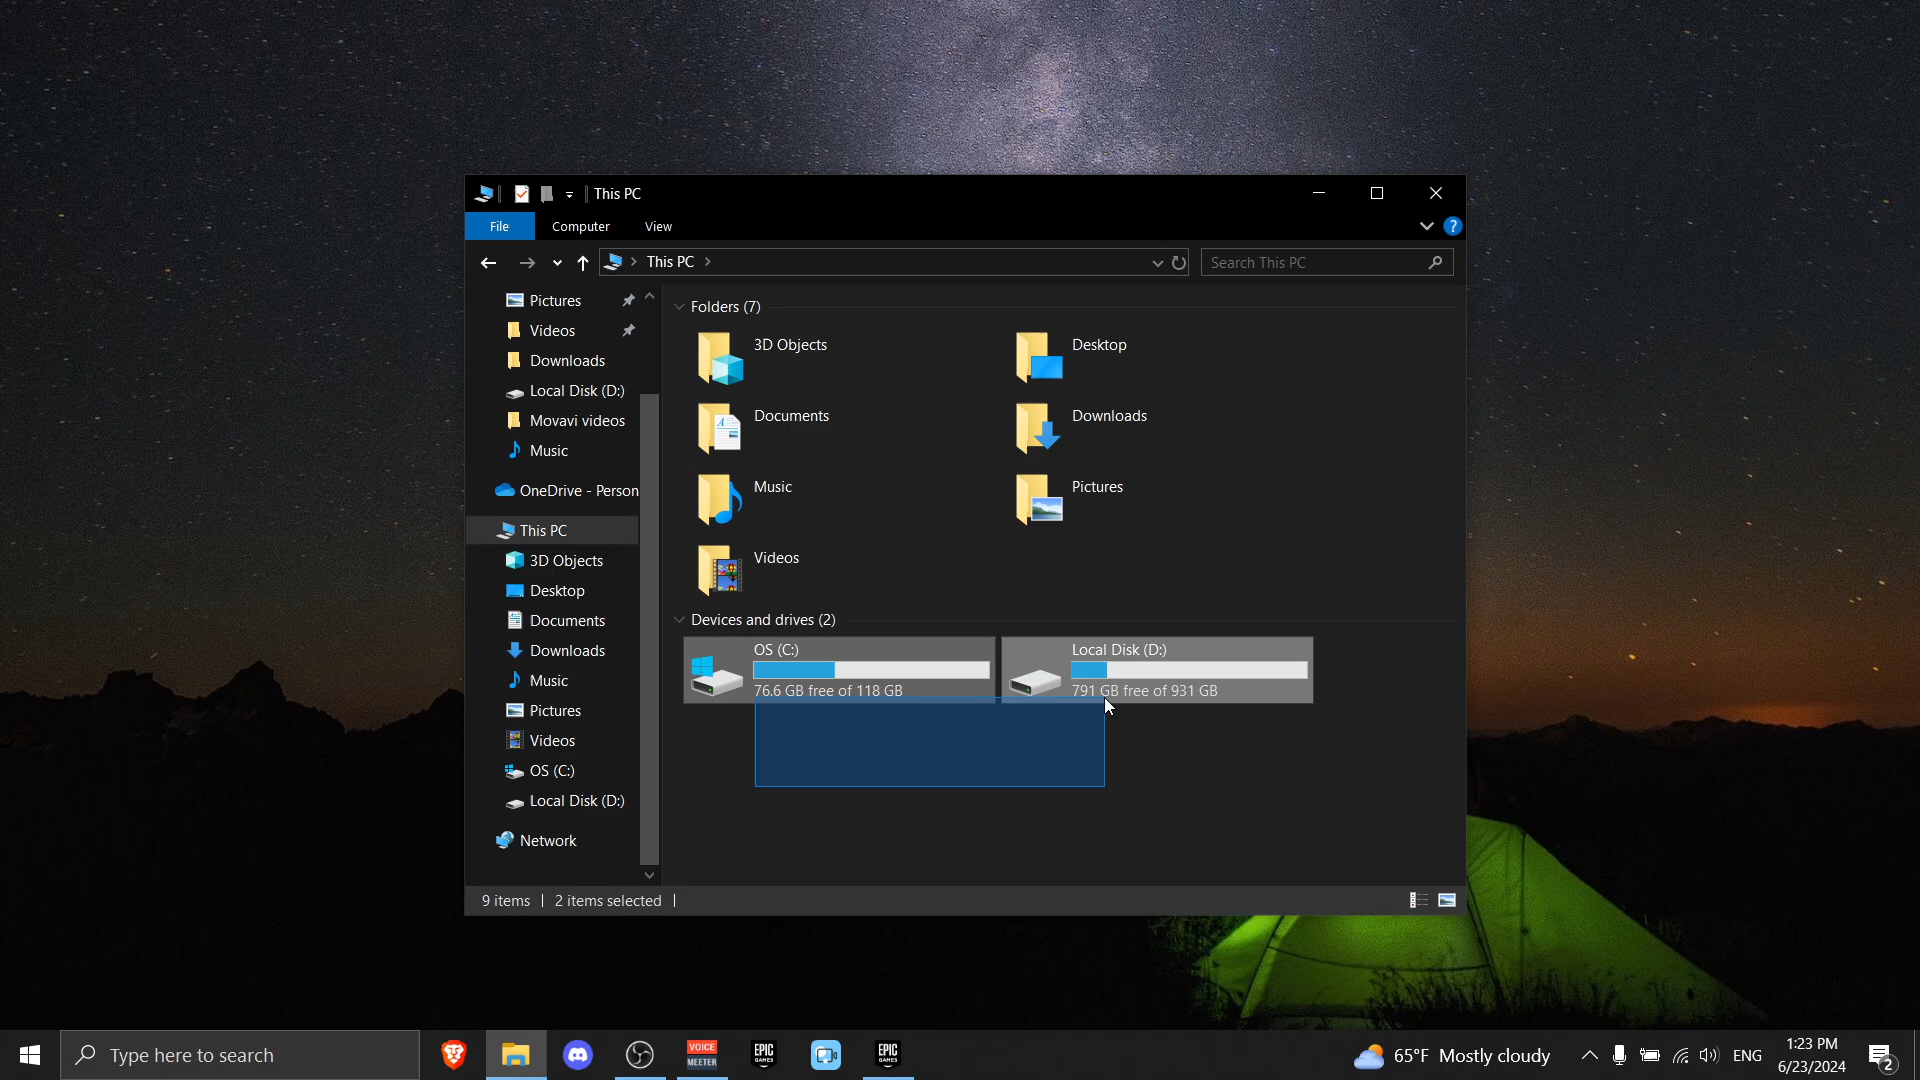 This PC
File Computer View ?
This PC
Search This PC
Pictures
Videos
Downloads
Local Disk (D:)
Movavi videos
Music
OneDrive - Person
This PC
3D Objects
Desktop
Documents
Downloads
Music
Pictures
Videos
OS (C:)
Local Disk (D:)
Network
Folders (7)
3D Objects
Desktop
Documents
Downloads
Music
Pictures
Videos
Devices and drives (2)
OS (C:)
76.6 GB free of 118 GB
Local Disk (D:)
791 GB free of 931 GB
9 items 2 items selected
Type here to search
VOICE
MEETER
EPIC
GAMES
EPIC
GAMES
65°F Mostly cloudy
ENG
1:23 PM
6/23/2024
2